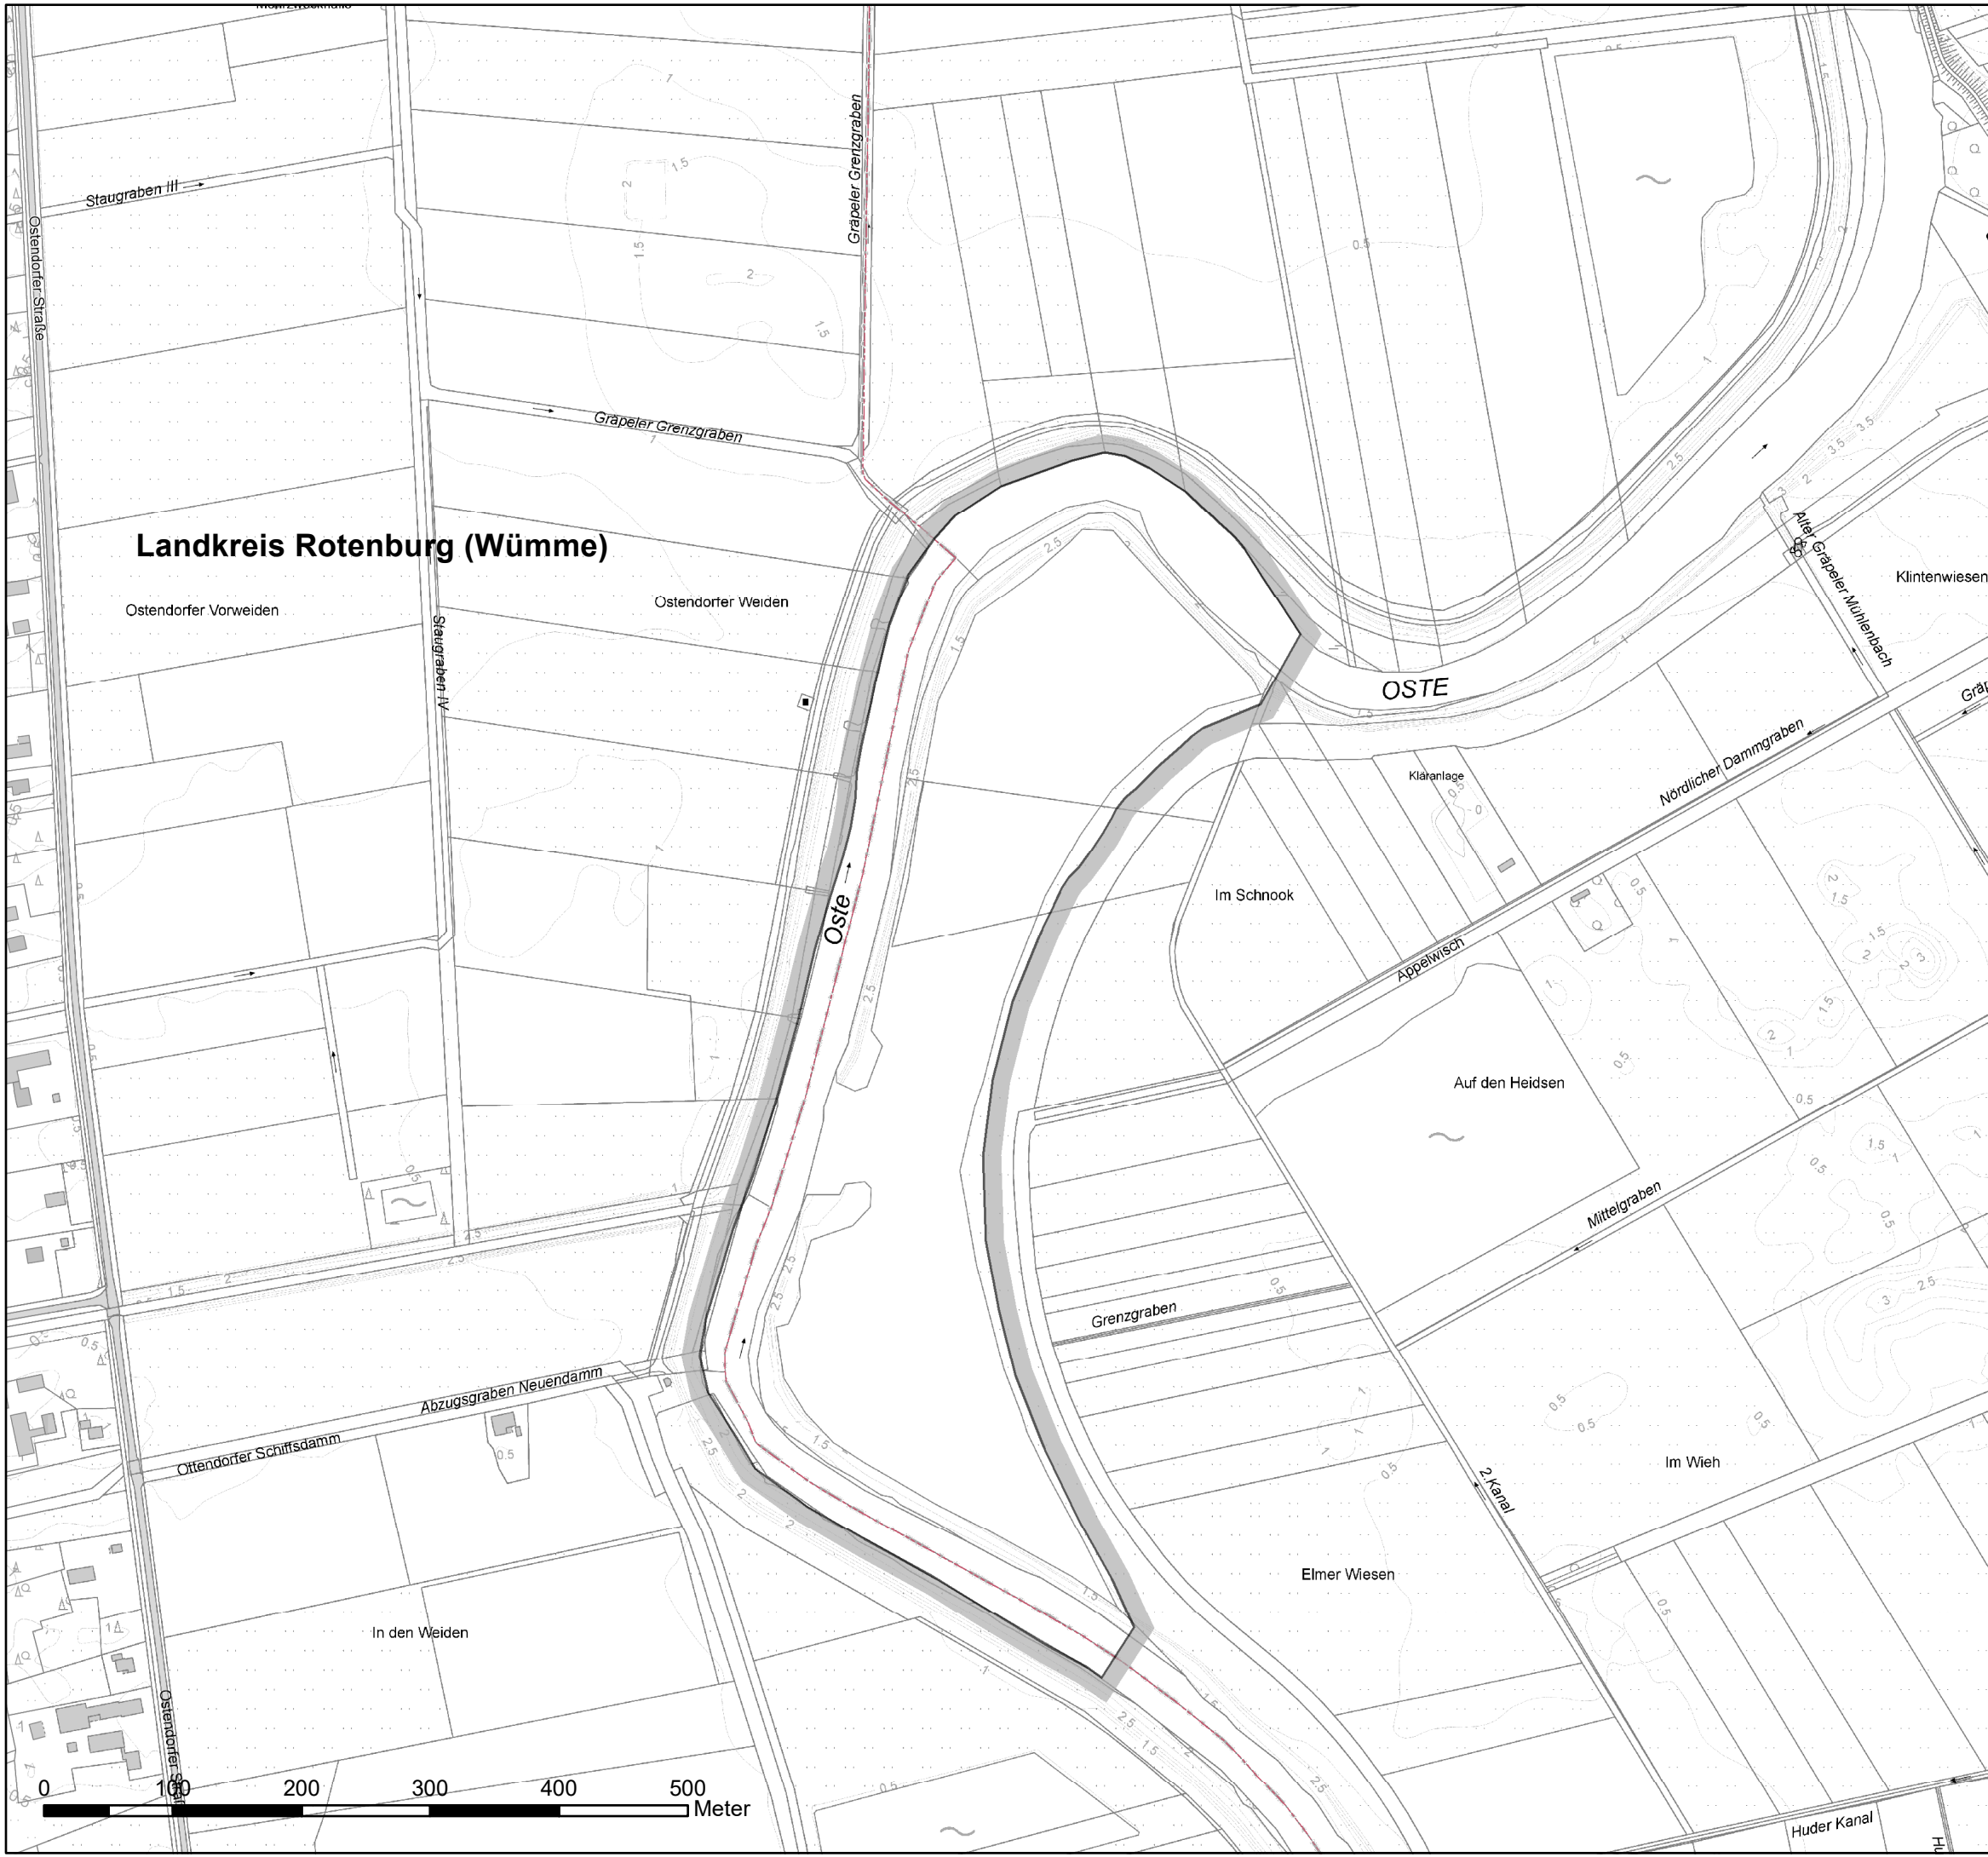 Staugraben III
Ostendorfer Straße
Gräpeler Grenzgraben
Gräpeler Grenzgraben
Landkreis Rotenburg (Wümme)
Ostendorfer Vorweiden
Ostendorfer Weiden
Staugraben IV
OSTE
Alter Gräpeler Mühlenbach
Klintenwiesen
Nördlicher Dammgraben
Kläranlage
Im Schnook
Oste
Appelwisch
Auf den Heidsen
Mittelgraben
Grenzgraben
Abzugsgraben Neuendamm
Ottendorfer Schiffsdamm
2.Kanal
Im Wieh
Elmer Wiesen
In den Weiden
0 100 200 300 400 500
Meter
Huder Kanal